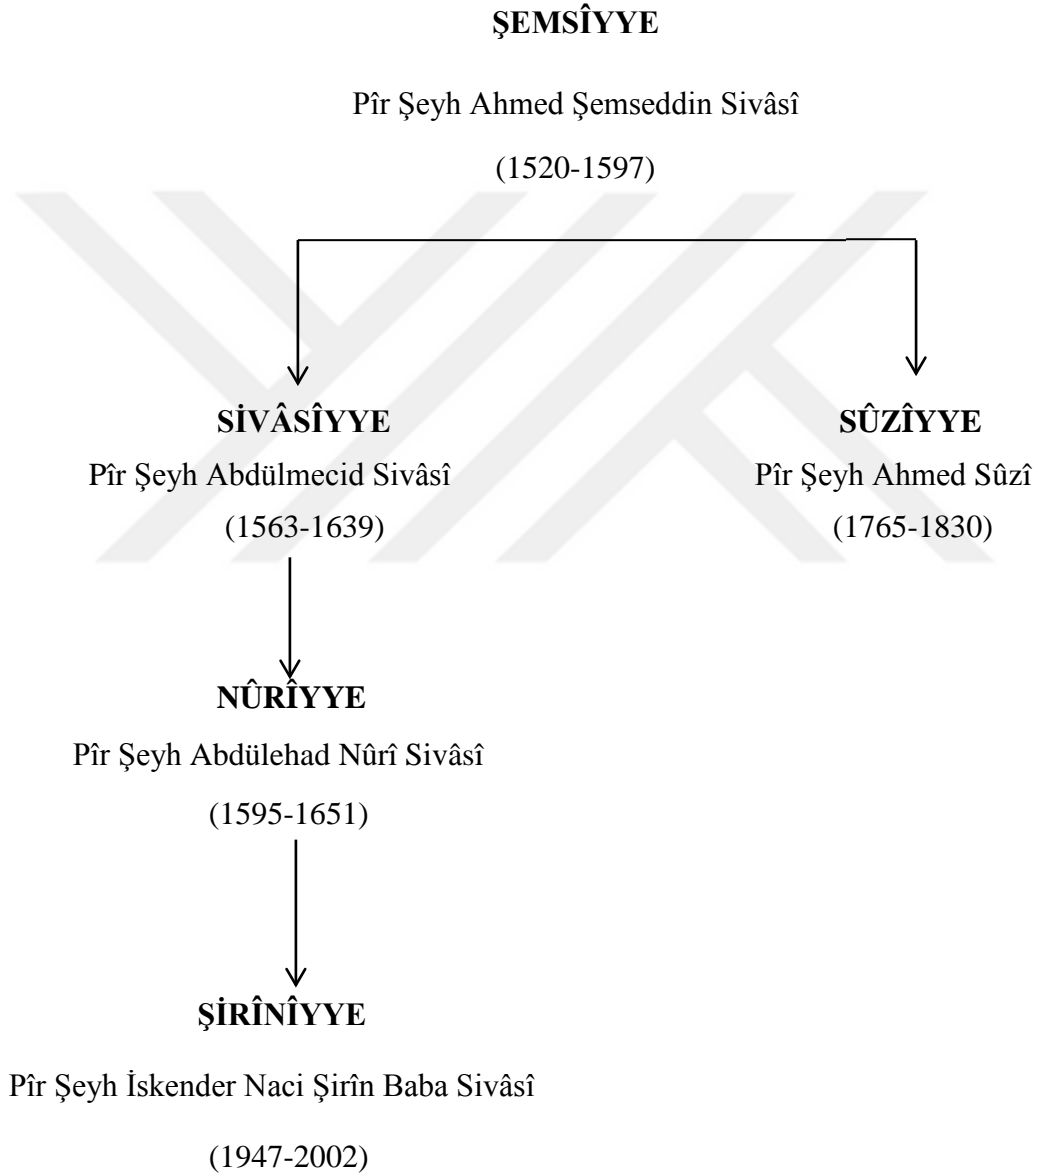 ŞEMSÎYYE
Pîr Şeyh Ahmed Şemseddin Sivâsî
(1520-1597)
SİVÂSÎYYE
Pîr Şeyh Abdülmecid Sivâsî
(1563-1639)
SÛZÎYYE
Pîr Şeyh Ahmed Sûzî
(1765-1830)
NÛRÎYYE
Pîr Şeyh Abdülehad Nûrî Sivâsî
(1595-1651)
ŞİRÎNÎYYE
Pîr Şeyh İskender Naci Şirîn Baba Sivâsî
(1947-2002)